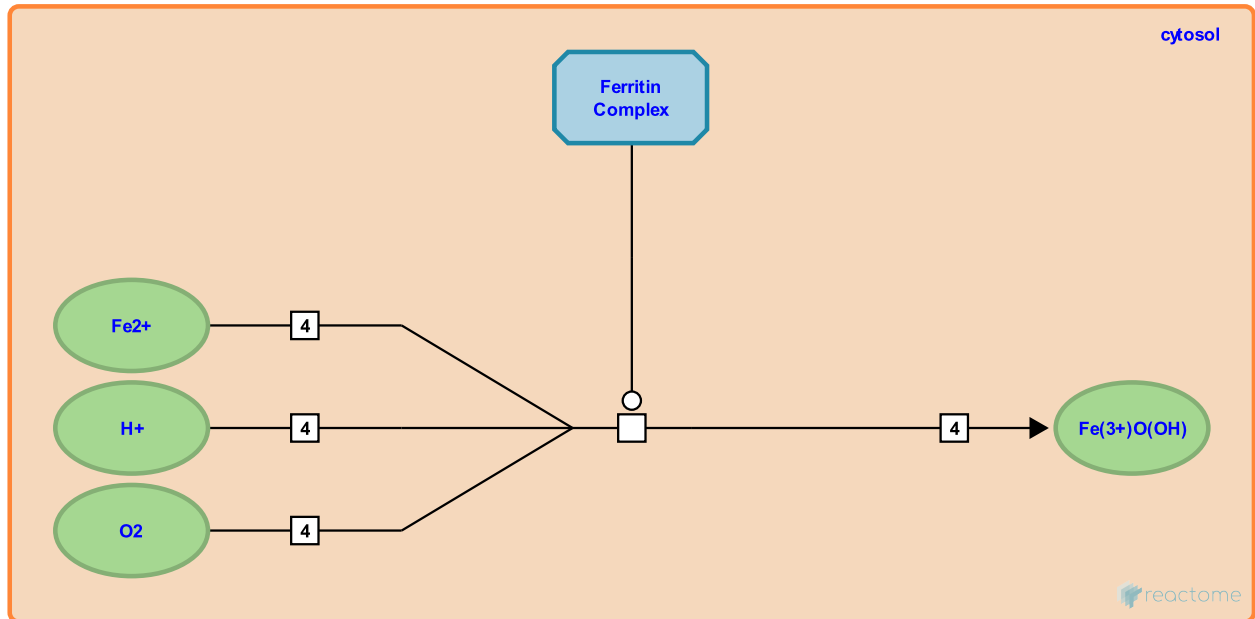 cytosol
Ferritin
Complex
Fe2+
4
H+
4
4
Fe(3+)O(OH)
O2
4
reactome